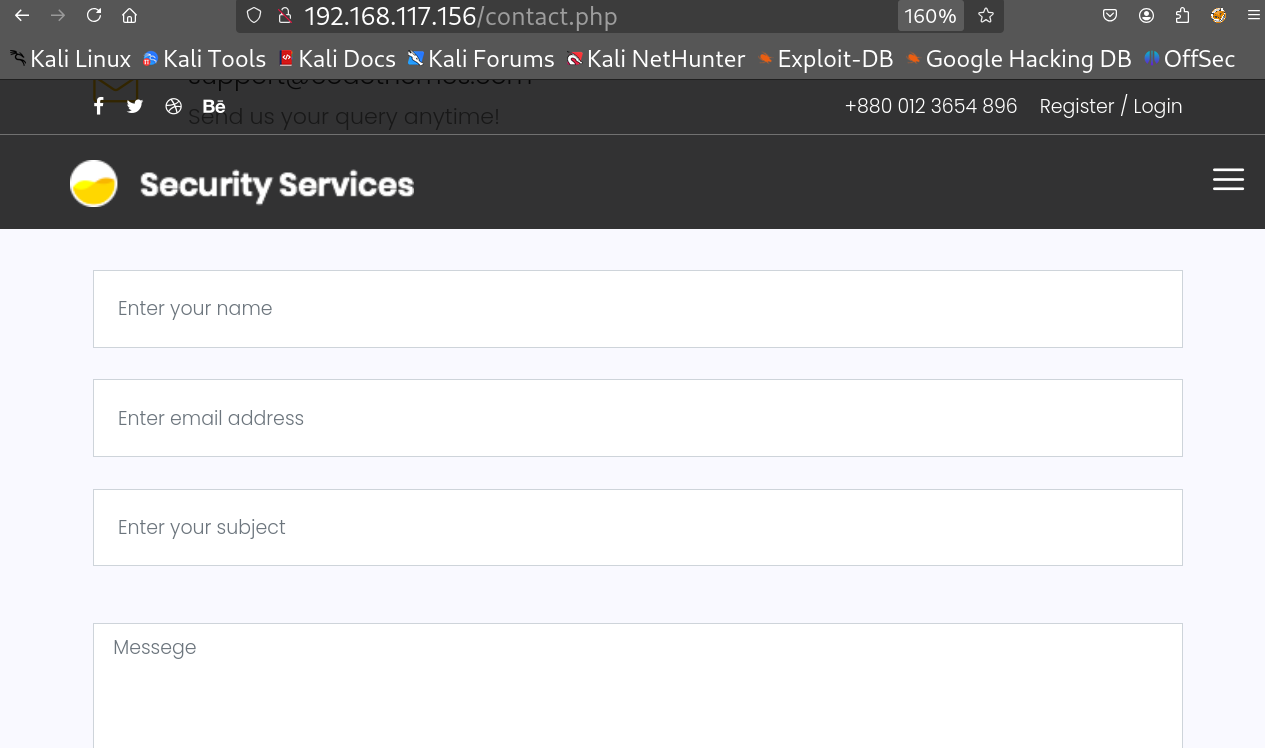 192.168.117.156/contact.php 160%
Kali Linux Kali Tools Kali Docs Kali Forums Kali NetHunter Exploit-DB Google Hacking DB OffSec
+880 012 3654 896 Register / Login
Send us your query anytime!
Security Services
Enter your name
Enter email address
Enter your subject
Messege